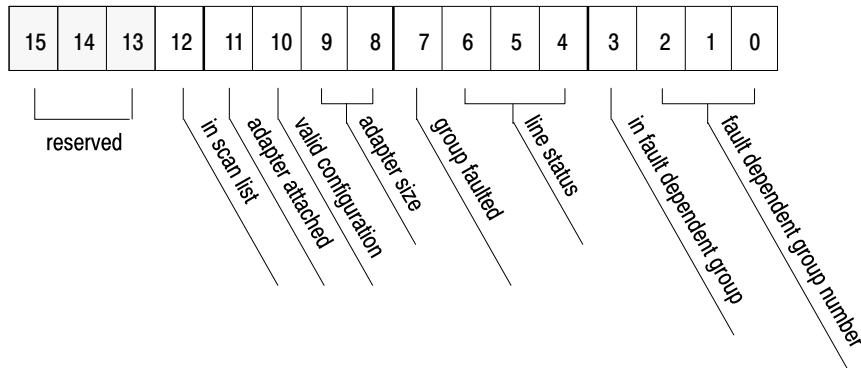 15 14 13 12 11 10 9 8 7 6 5 4 3 2 1 0
reserved
in scan list
adapter attached
valid configuration
adapter size
group faulted
line status
in fault dependent group
fault dependent group number